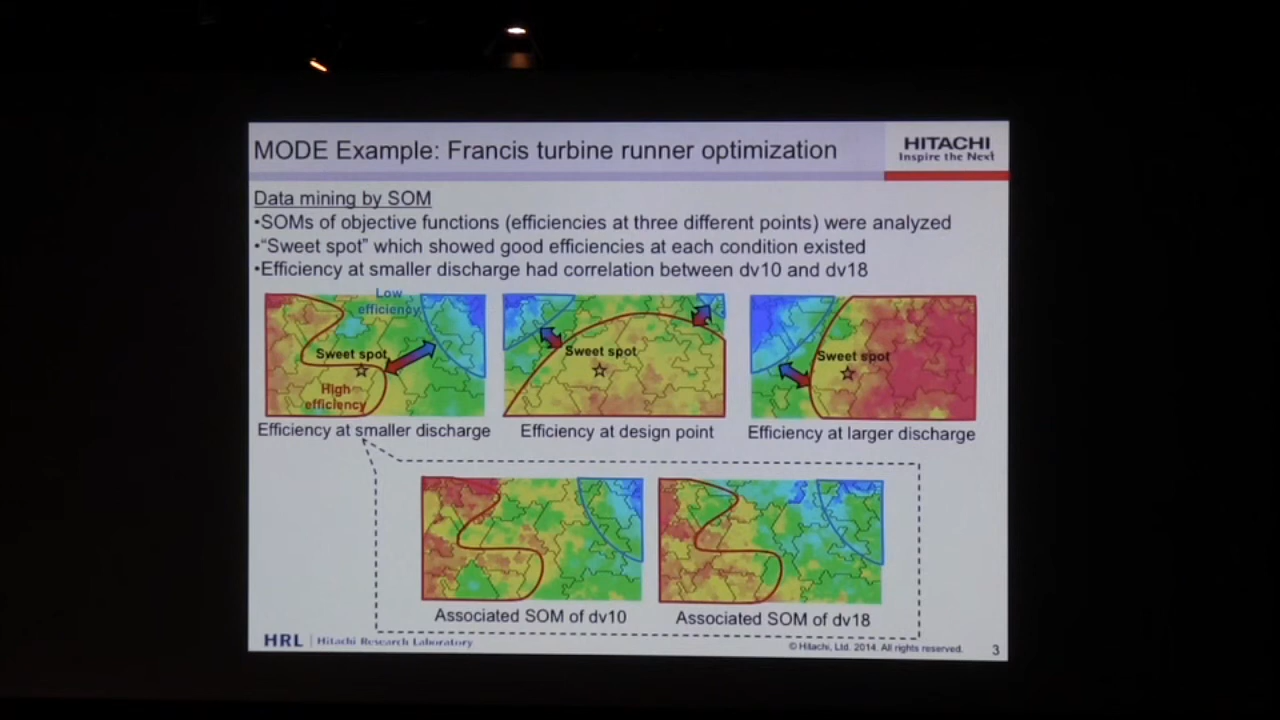 MODE Example: Francis turbine runner optimization
HITACHI
Inspire the Next
Data mining by SOM
•SOMs of objective functions (efficiencies at three different points) were analyzed
•“Sweet spot” which showed good efficiencies at each condition existed
•Efficiency at smaller discharge had correlation between dv10 and dv18
Low
efficiency
Sweet spot
High
efficiency
Sweet spot
Sweet spot
Efficiency at smaller discharge
Efficiency at design point
Efficiency at larger discharge
Associated SOM of dv10
Associated SOM of dv18
HRL | Hitachi Research Laboratory
© Hitachi, Ltd. 2014. All rights reserved.
3